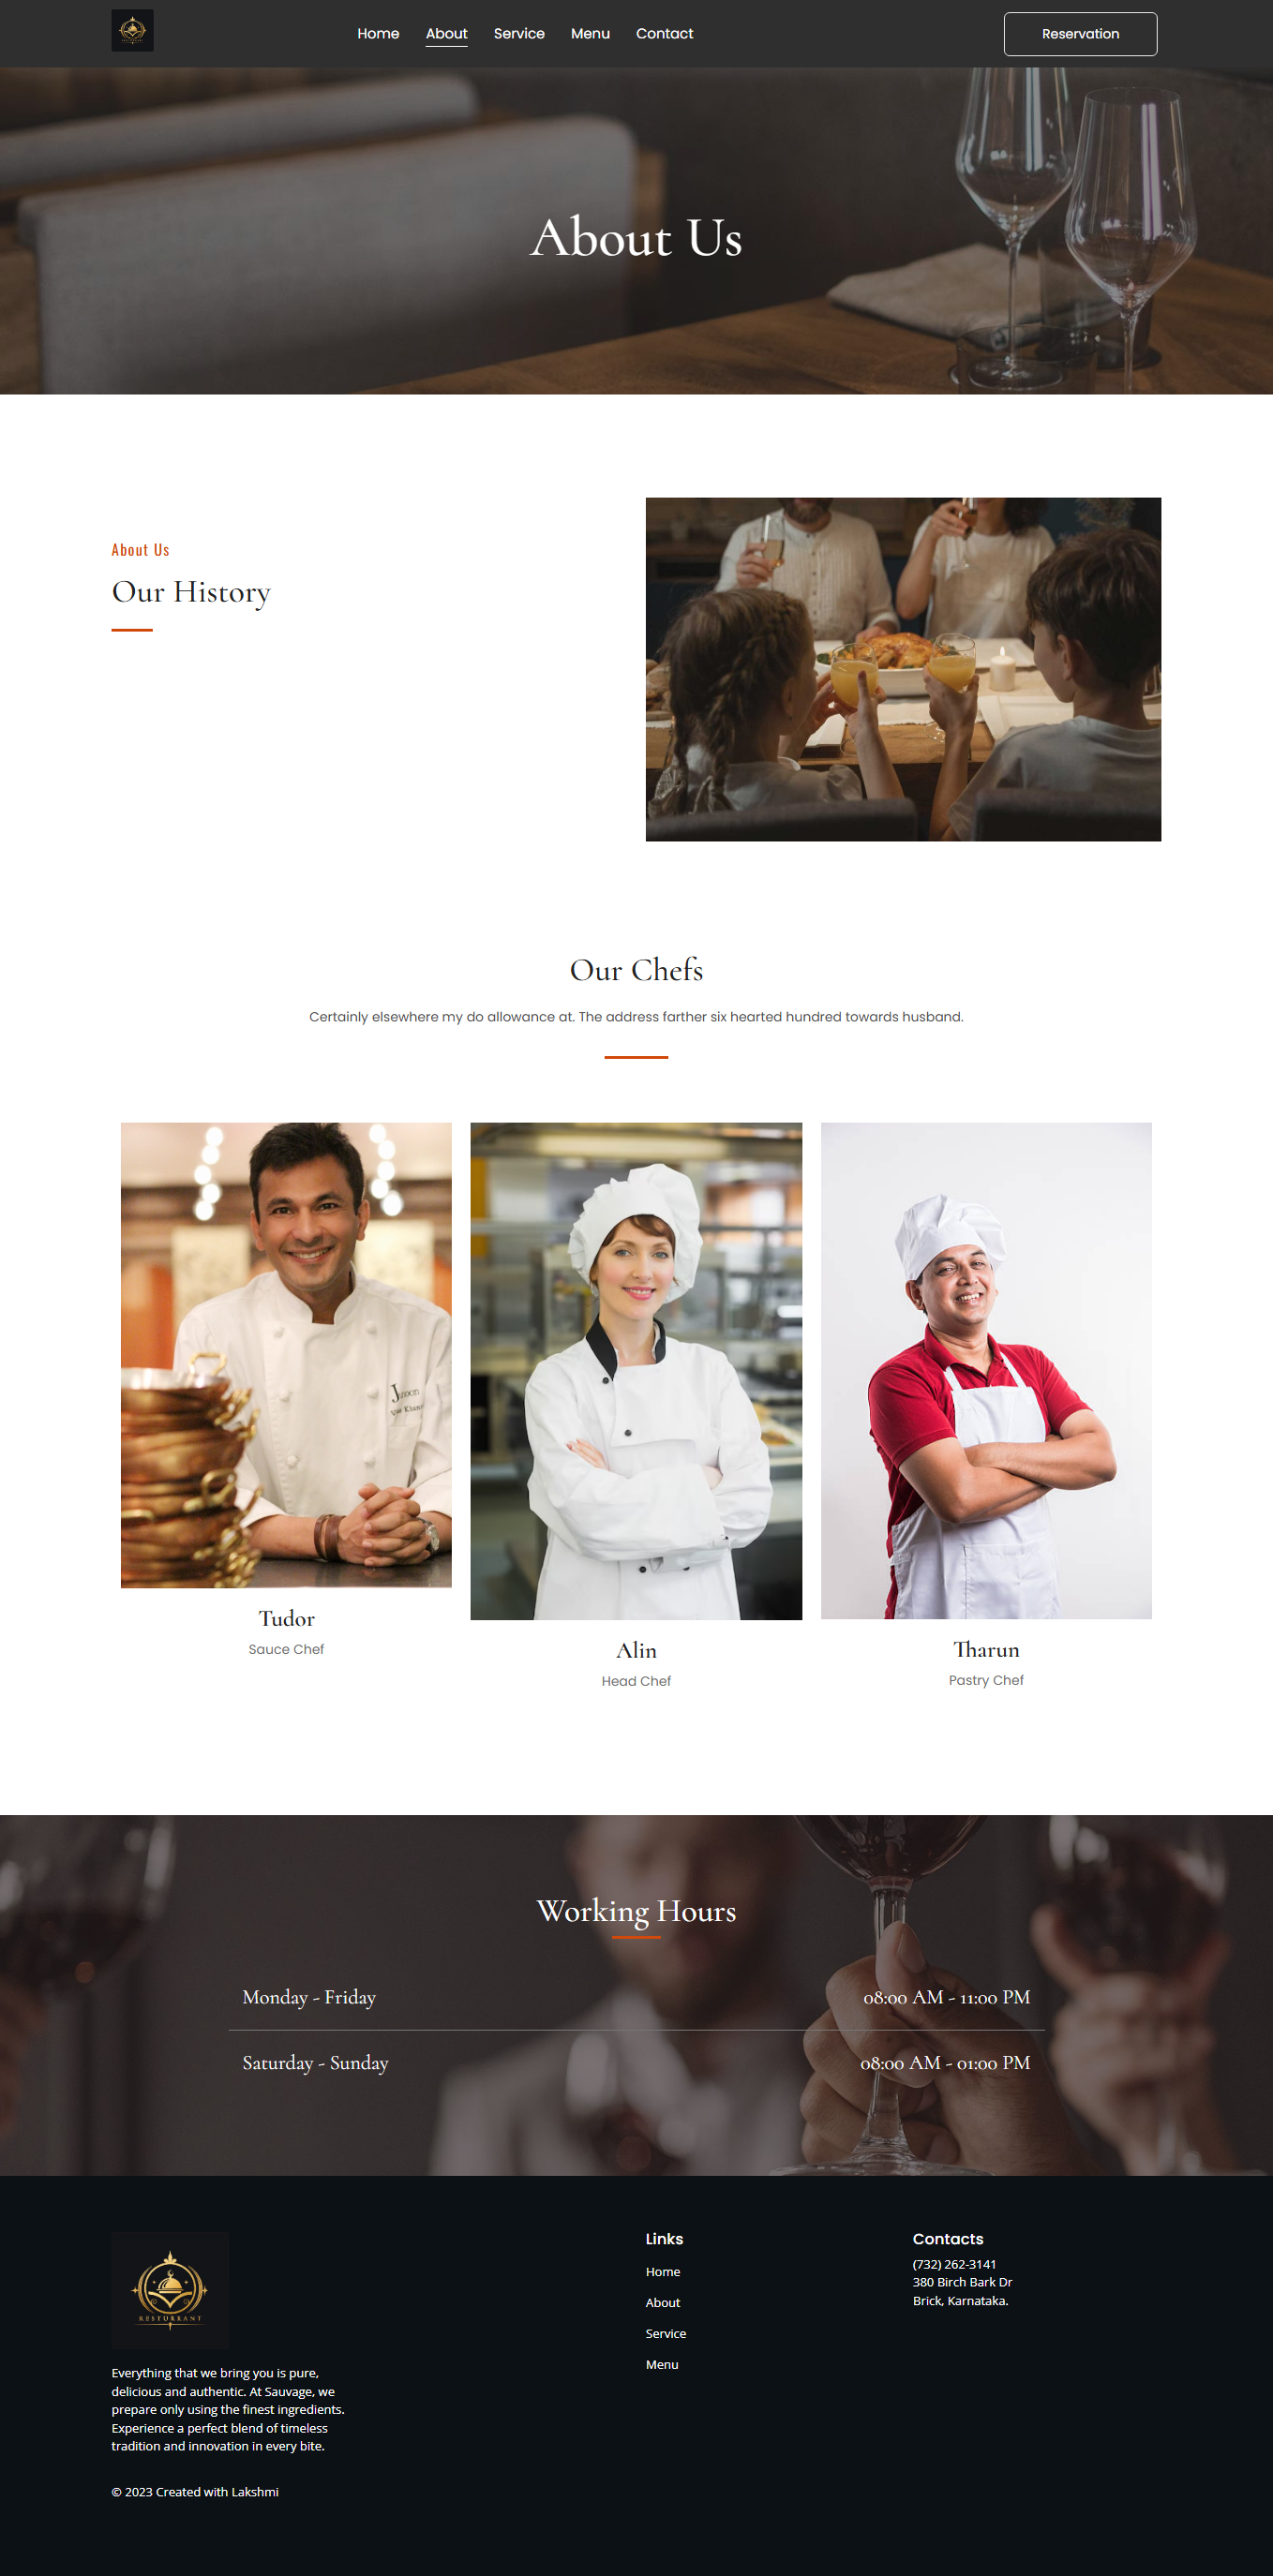 Home About Service Menu Contact Reservation
About Us
About Us
Our History
Our Chefs
Certainly elsewhere my do allowance at. The address farther six hearted hundred towards husband.
Tudor
Sauce Chef
Alin
Head Chef
Tharun
Pastry Chef
Working Hours
Monday - Friday 08:00 AM - 11:00 PM
Saturday - Sunday 08:00 AM - 01:00 PM
RESTURRANT
Everything that we bring you is pure,
delicious and authentic. At Sauvage, we
prepare only using the finest ingredients.
Experience a perfect blend of timeless
tradition and innovation in every bite.
© 2023 Created with Lakshmi
Links
Home
About
Service
Menu
Contacts
(732) 262-3141
380 Birch Bark Dr
Brick, Karnataka.